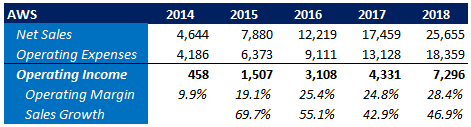 AWS 2014 2015 2016 2017 2018
Net Sales 4,644 7,880 12,219 17,459 25,655
Operating Expenses 4,186 6,373 9,111 13,128 18,359
Operating Income 458 1,507 3,108 4,331 7,296
Operating Margin 9.9% 19.1% 25.4% 24.8% 28.4%
Sales Growth 69.7% 55.1% 42.9% 46.9%